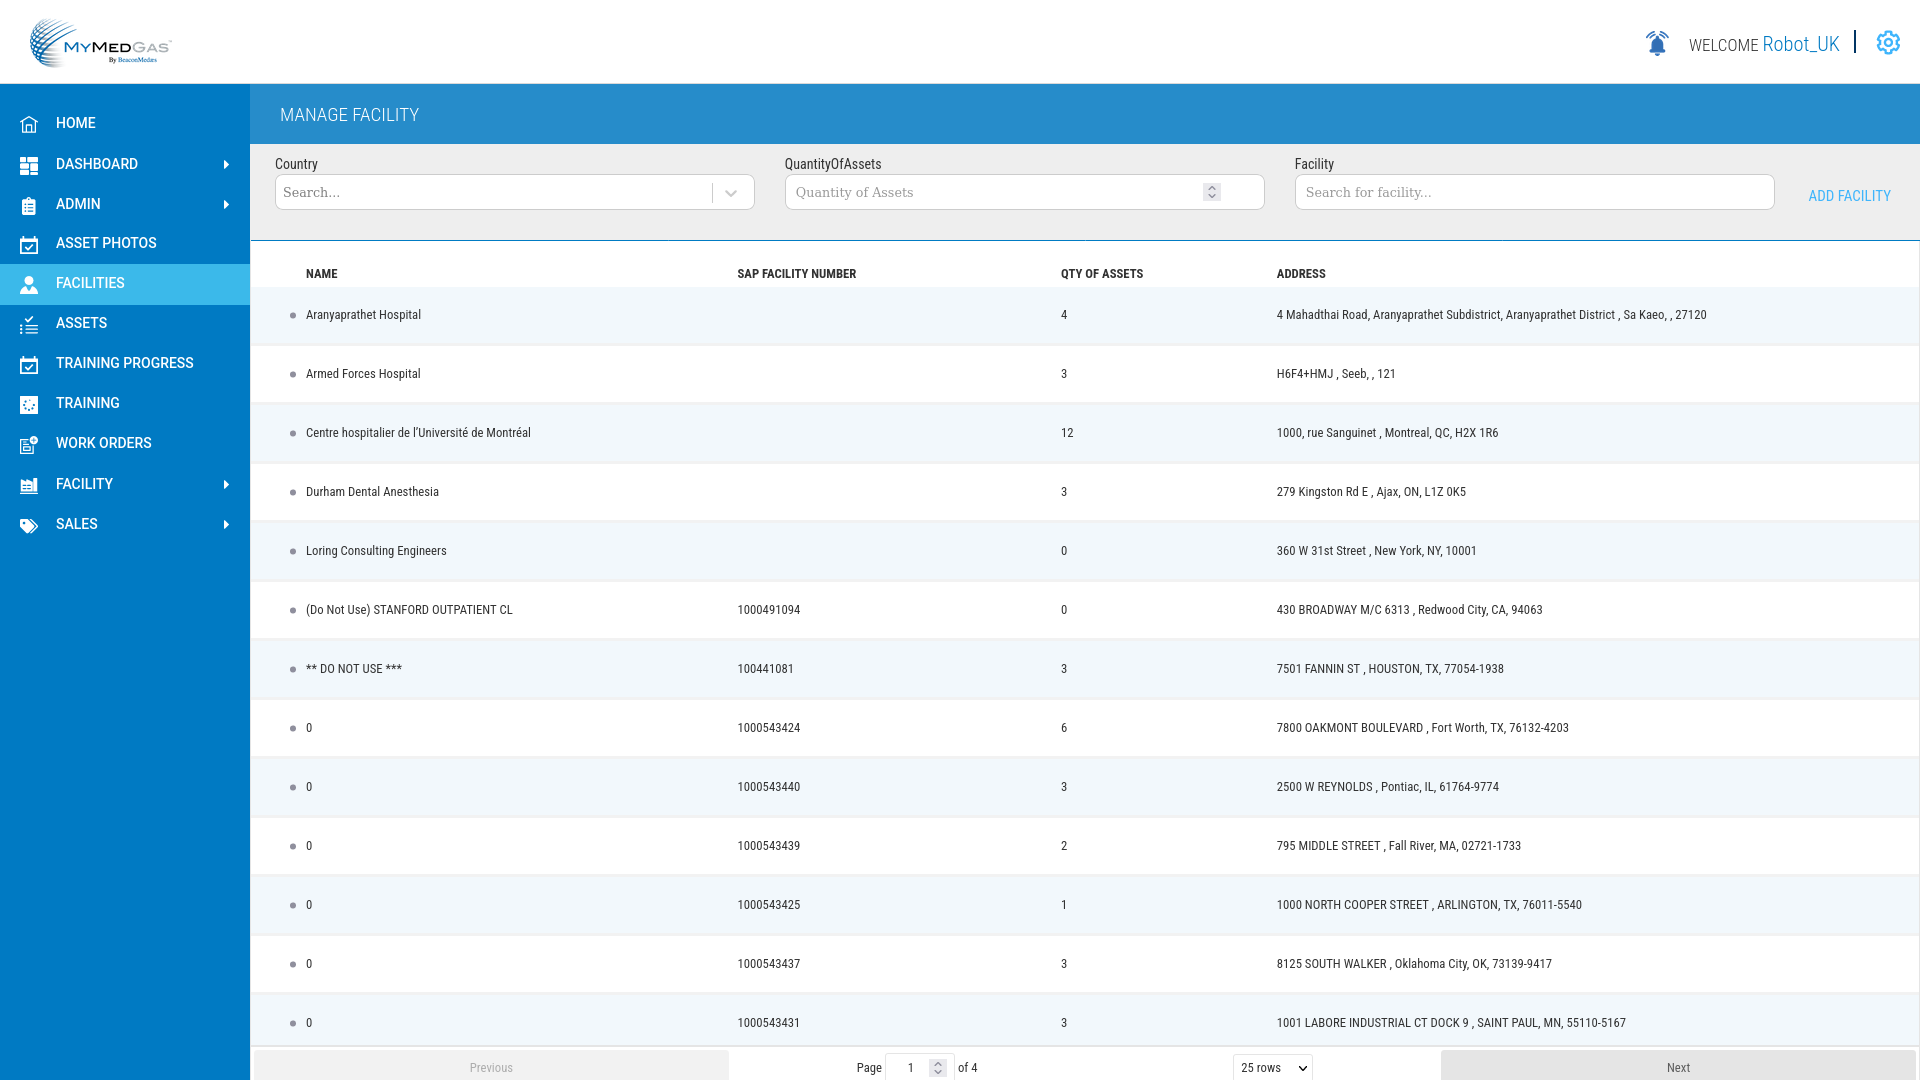 MYMEDGAS
By BeaconMedæs
WELCOME Robot_UK
HOME
DASHBOARD
ADMIN
ASSET PHOTOS
FACILITIES
ASSETS
TRAINING PROGRESS
TRAINING
WORK ORDERS
FACILITY
SALES
MANAGE FACILITY
Country QuantityOfAssets Facility
Search... Quantity of Assets Search for facility... ADD FACILITY
NAME SAP FACILITY NUMBER QTY OF ASSETS ADDRESS
Aranyaprathet Hospital 4 4 Mahadthai Road, Aranyaprathet Subdistrict, Aranyaprathet District , Sa Kaeo, , 27120
Armed Forces Hospital 3 H6F4+HMJ , Seeb, , 121
Centre hospitalier de l'Université de Montréal 12 1000, rue Sanguinet , Montreal, QC, H2X 1R6
Durham Dental Anesthesia 3 279 Kingston Rd E , Ajax, ON, L1Z 0K5
Loring Consulting Engineers 0 360 W 31st Street , New York, NY, 10001
(Do Not Use) STANFORD OUTPATIENT CL 1000491094 0 430 BROADWAY M/C 6313 , Redwood City, CA, 94063
** DO NOT USE *** 100441081 3 7501 FANNIN ST , HOUSTON, TX, 77054-1938
0 1000543424 6 7800 OAKMONT BOULEVARD , Fort Worth, TX, 76132-4203
0 1000543440 3 2500 W REYNOLDS , Pontiac, IL, 61764-9774
0 1000543439 2 795 MIDDLE STREET , Fall River, MA, 02721-1733
0 1000543425 1 1000 NORTH COOPER STREET , ARLINGTON, TX, 76011-5540
0 1000543437 3 8125 SOUTH WALKER , Oklahoma City, OK, 73139-9417
0 1000543431 3 1001 LABORE INDUSTRIAL CT DOCK 9 , SAINT PAUL, MN, 55110-5167
Previous Page 1 of 4 25 rows Next